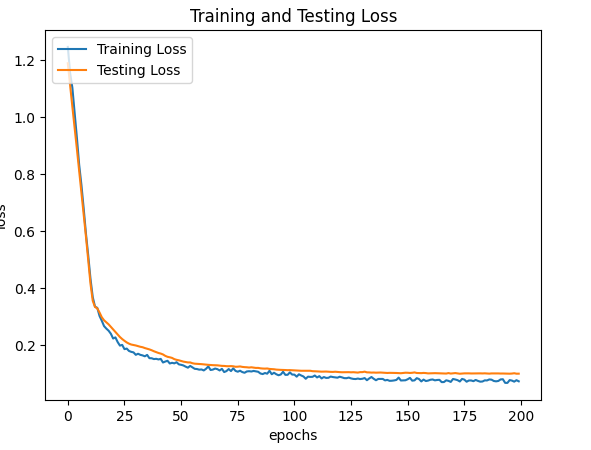 Training and Testing Loss
Training Loss
Testing Loss
1.2
1.0
0.8
0.6
0.4
0.2
loss
0 25 50 75 100 125 150 175 200
epochs